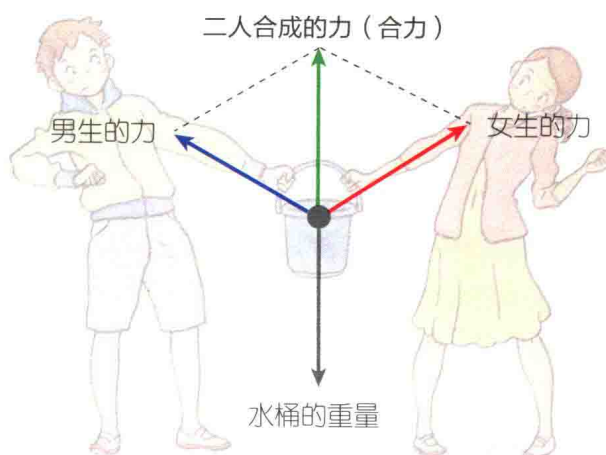 二人合成的力（合力）
男生的力
女生的力
水桶的重量